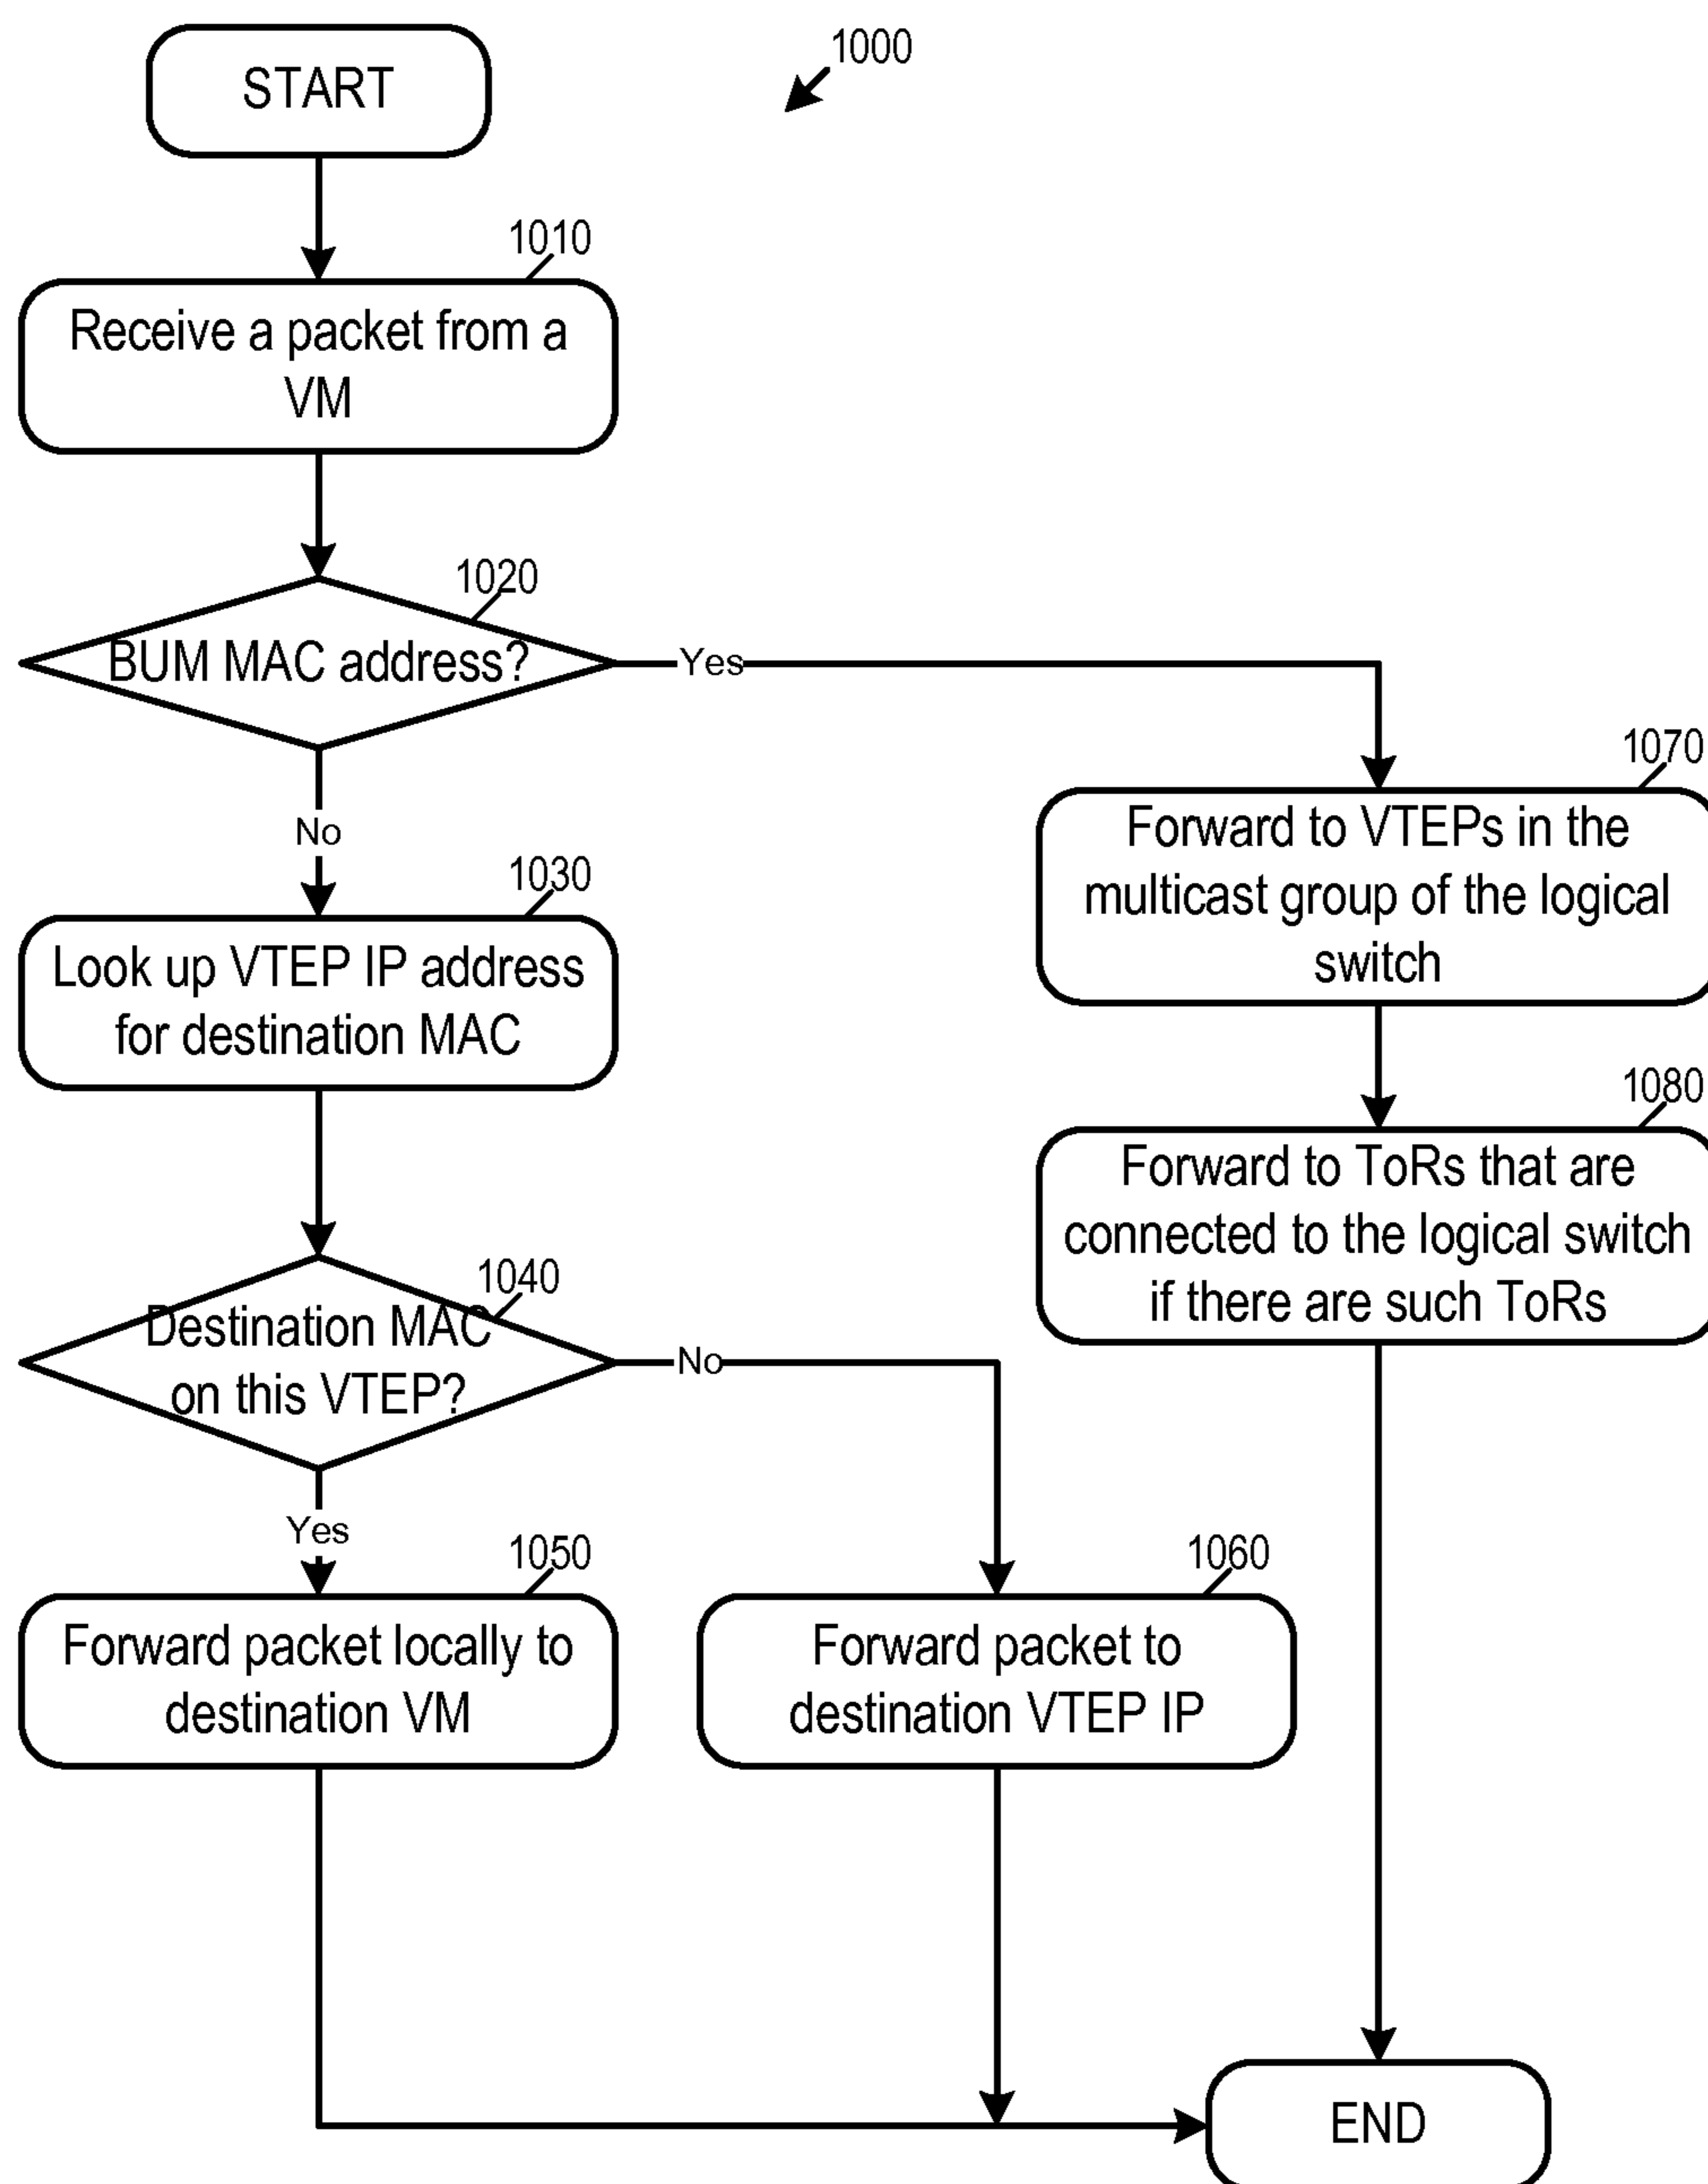 START
1000
1010
Receive a packet from a
VM
1020
BUM MAC address?
Yes
No
1030
Look up VTEP IP address
for destination MAC
1070
Forward to VTEPs in the
multicast group of the logical
switch
1080
Forward to ToRs that are
connected to the logical switch
if there are such ToRs
1040
Destination MAC
on this VTEP?
No
Yes
1050
Forward packet locally to
destination VM
1060
Forward packet to
destination VTEP IP
END